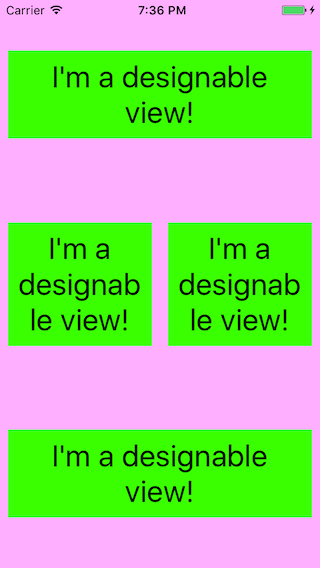 Carrier 7:36 PM
I'm a designable
view!
I'm a
designab
le view!
I'm a
designab
le view!
I'm a designable
view!